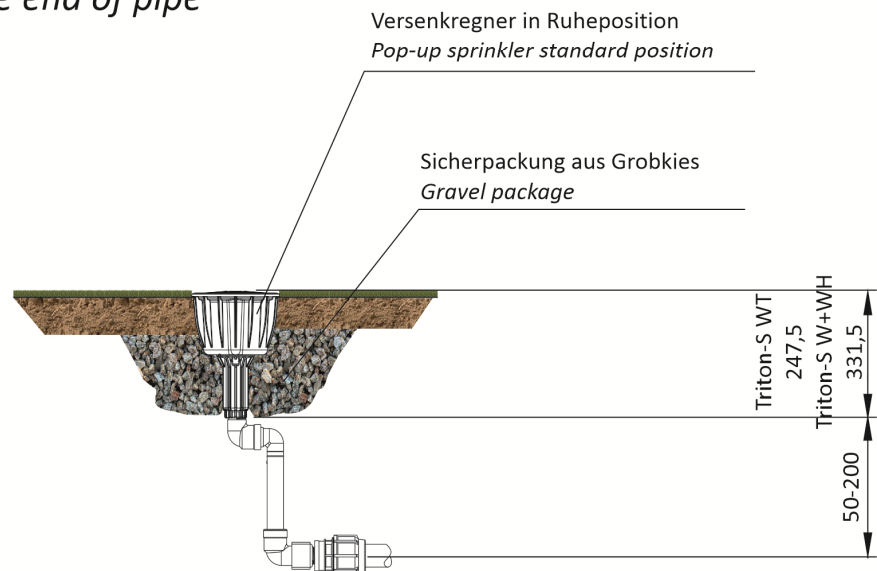 end of pipe
Versenkregner in Ruheposition
Pop-up sprinkler standard position
Sicherpackung aus Grobkies
Gravel package
Triton-S WT
247,5
Triton-S W+WH
331,5
50-200